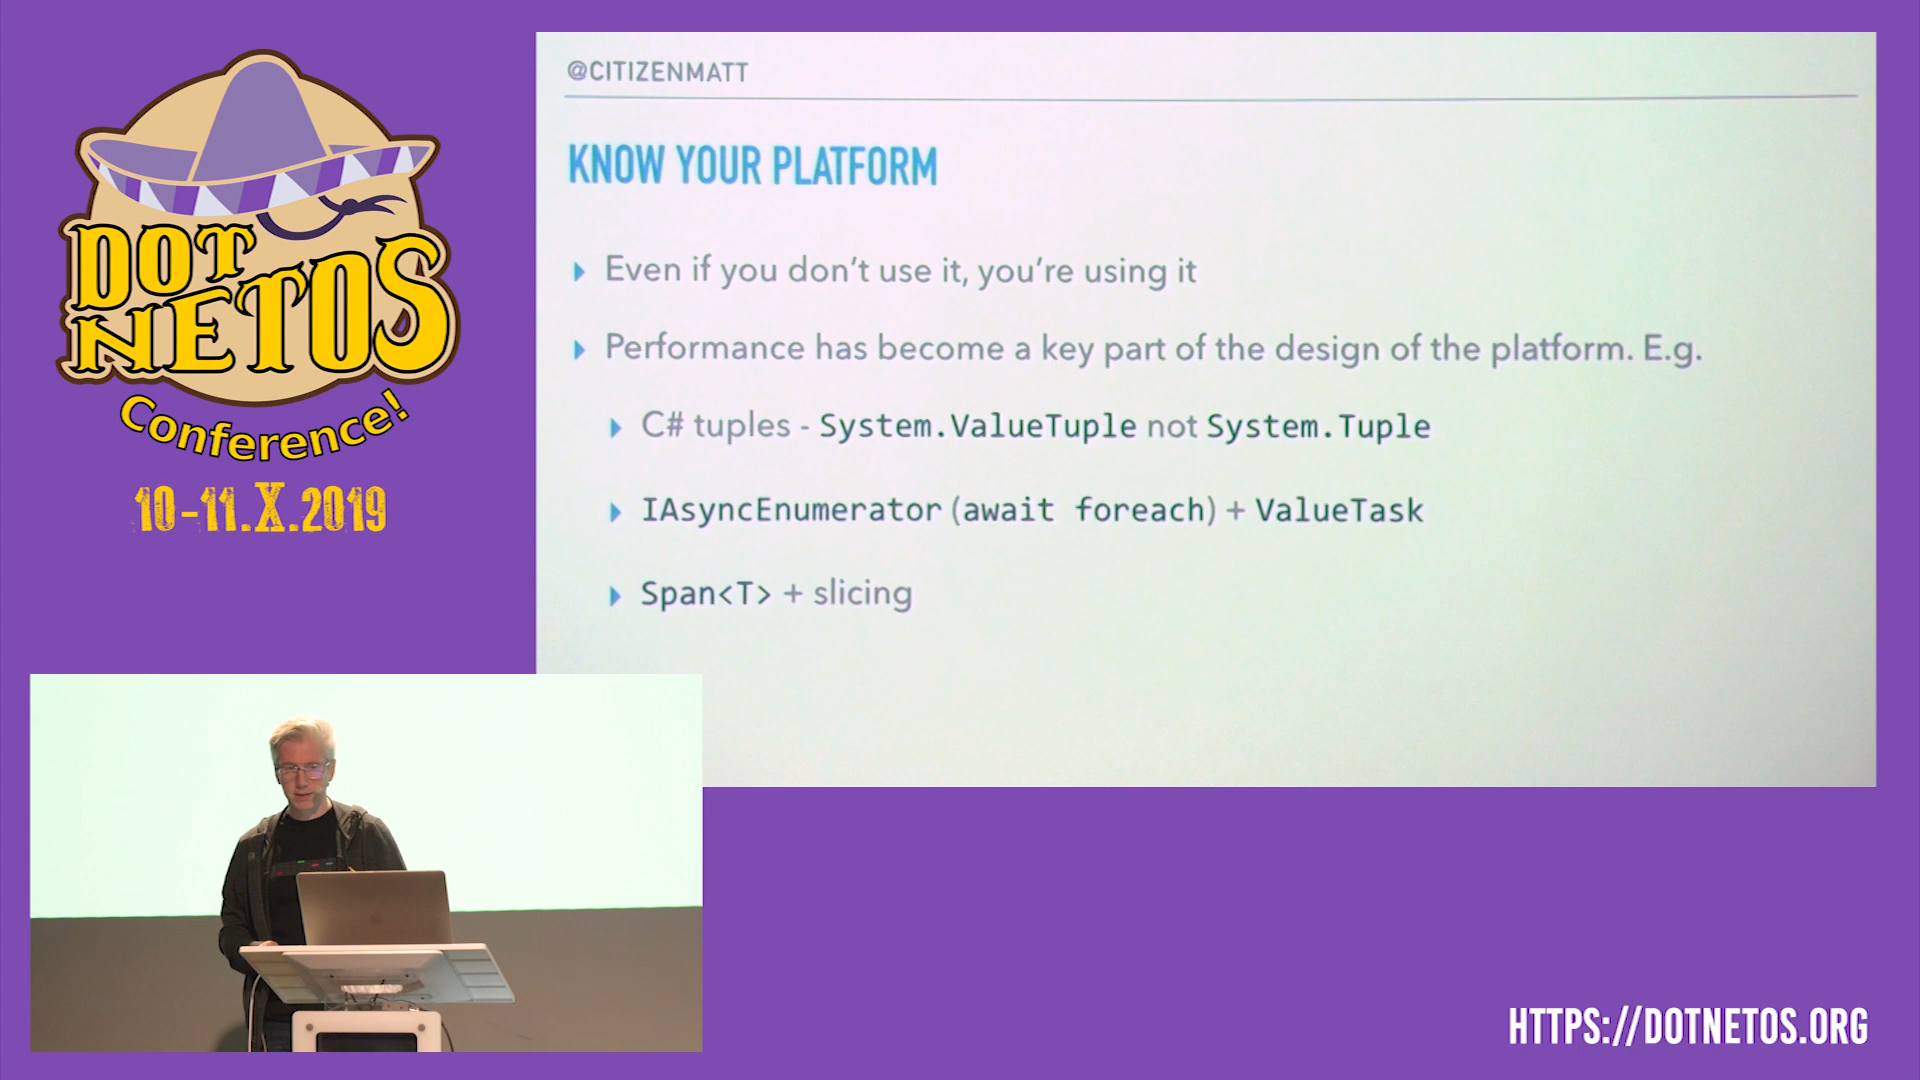 DOT
NETOS
Conference!
10-11.X.2019
@CITIZENMATT
KNOW YOUR PLATFORM
Even if you don't use it, you're using it
Performance has become a key part of the design of the platform. E.g.
C# tuples - System.ValueTuple not System.Tuple
IAsyncEnumerator (await foreach) + ValueTask
Span<T> + slicing
HTTPS://DOTNETOS.ORG